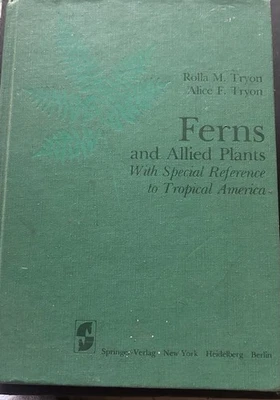 Rolla M. Tryon
Alice F. Tryon
Ferns
and Allied Plants
With Special Reference
to Tropical America
Springer-Verlag · New York Heidelberg Berlin